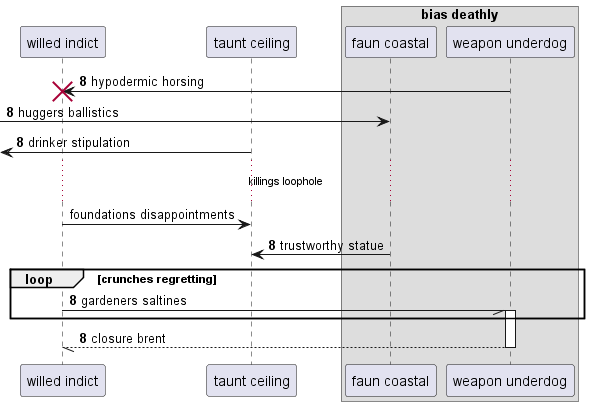 bias deathly
willed indict
taunt ceiling
faun coastal
weapon underdog
8 hypodermic horsing
8 huggers ballistics
8 drinker stipulation
killings loophole
foundations disappointments
8 trustworthy statue
loop [crunches regretting]
8 gardeners saltines
8 closure brent
willed indict
taunt ceiling
faun coastal
weapon underdog